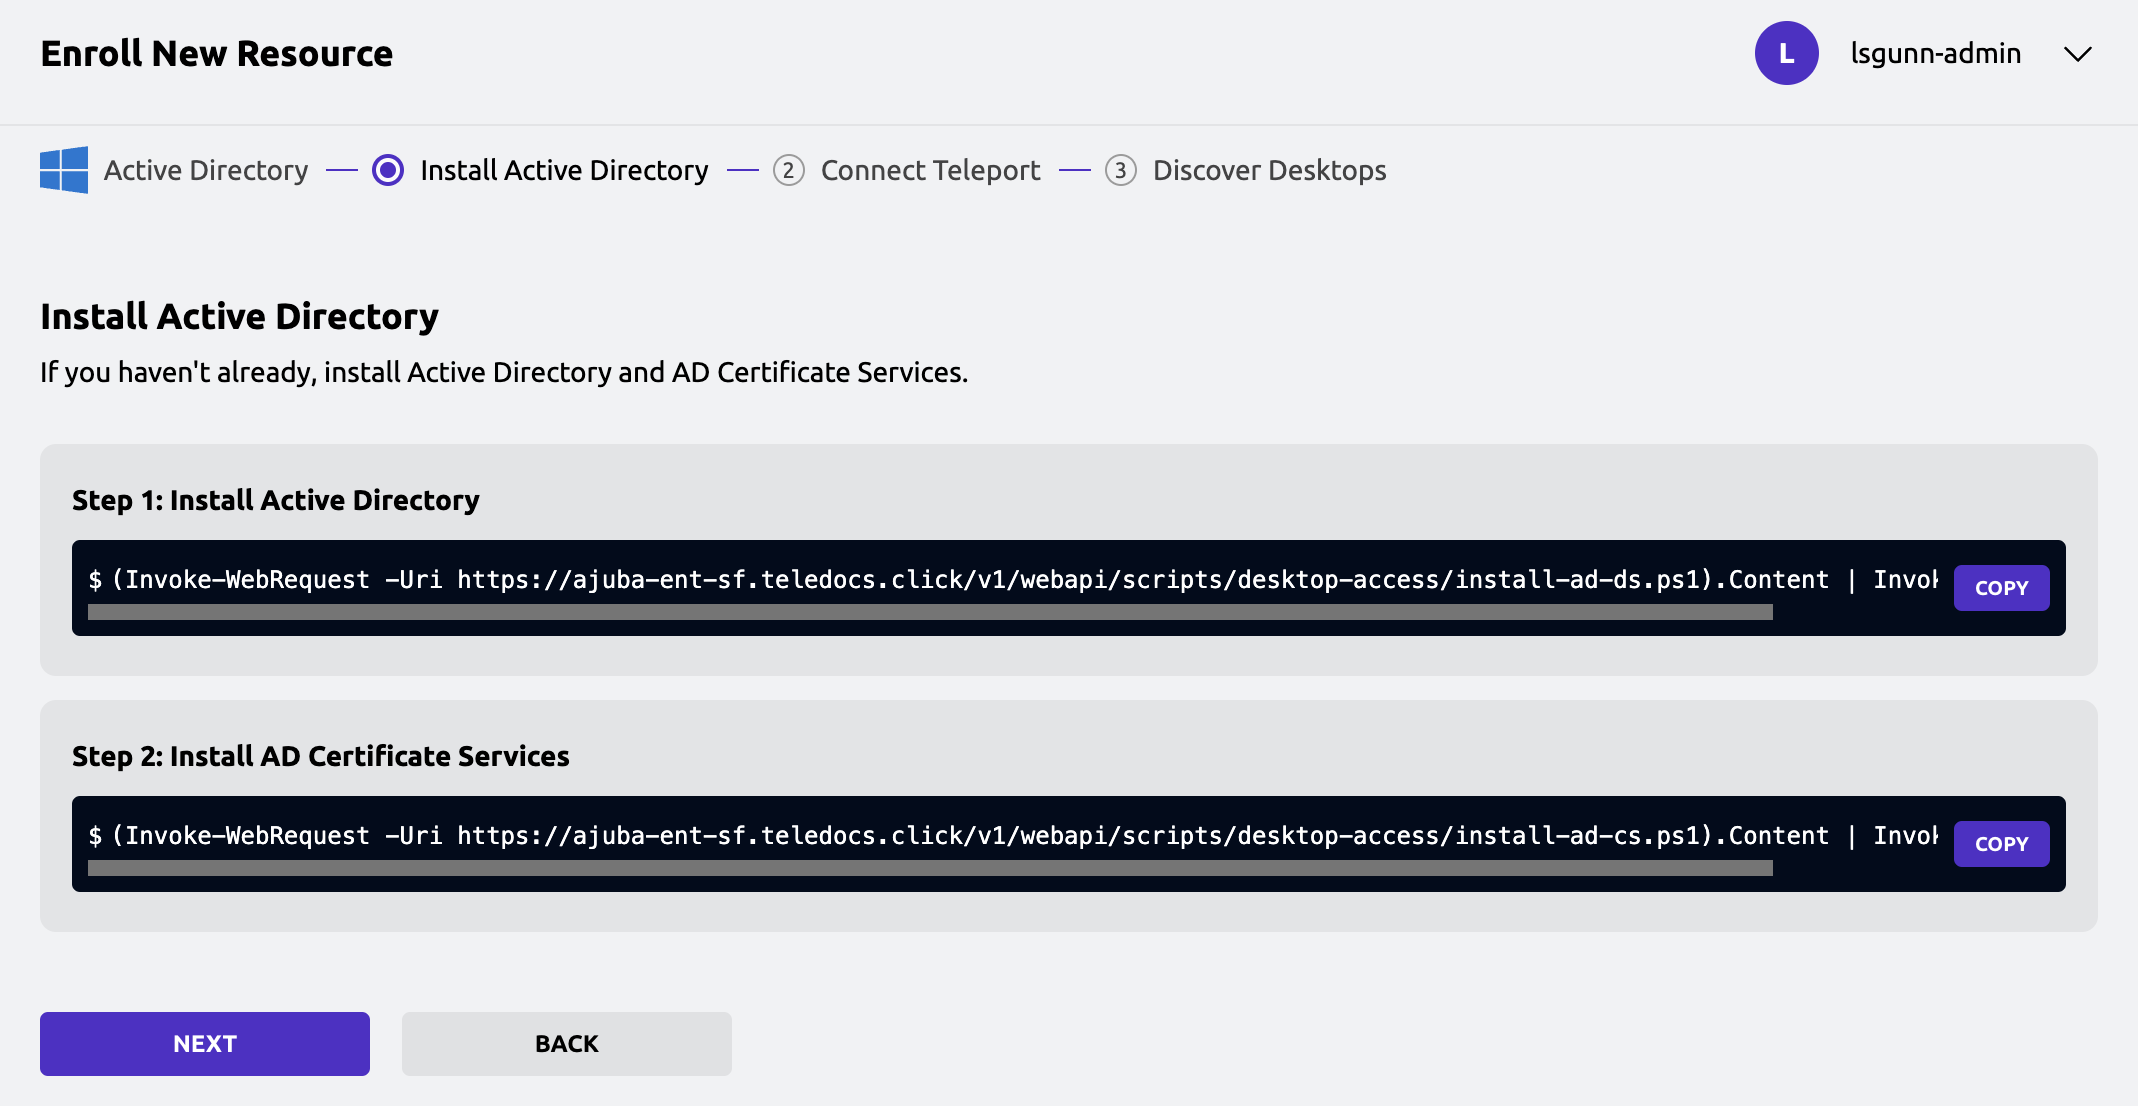 Enroll New Resource
L lsgunn-admin
Active Directory Install Active Directory 2 Connect Teleport 3 Discover Desktops
Install Active Directory
If you haven't already, install Active Directory and AD Certificate Services.
Step 1: Install Active Directory
$ (Invoke-WebRequest -Uri https://ajuba-ent-sf.teledocs.click/v1/webapi/scripts/desktop-access/install-ad-ds.ps1).Content | Invok
COPY
Step 2: Install AD Certificate Services
$ (Invoke-WebRequest -Uri https://ajuba-ent-sf.teledocs.click/v1/webapi/scripts/desktop-access/install-ad-cs.ps1).Content | Invok
COPY
NEXT BACK